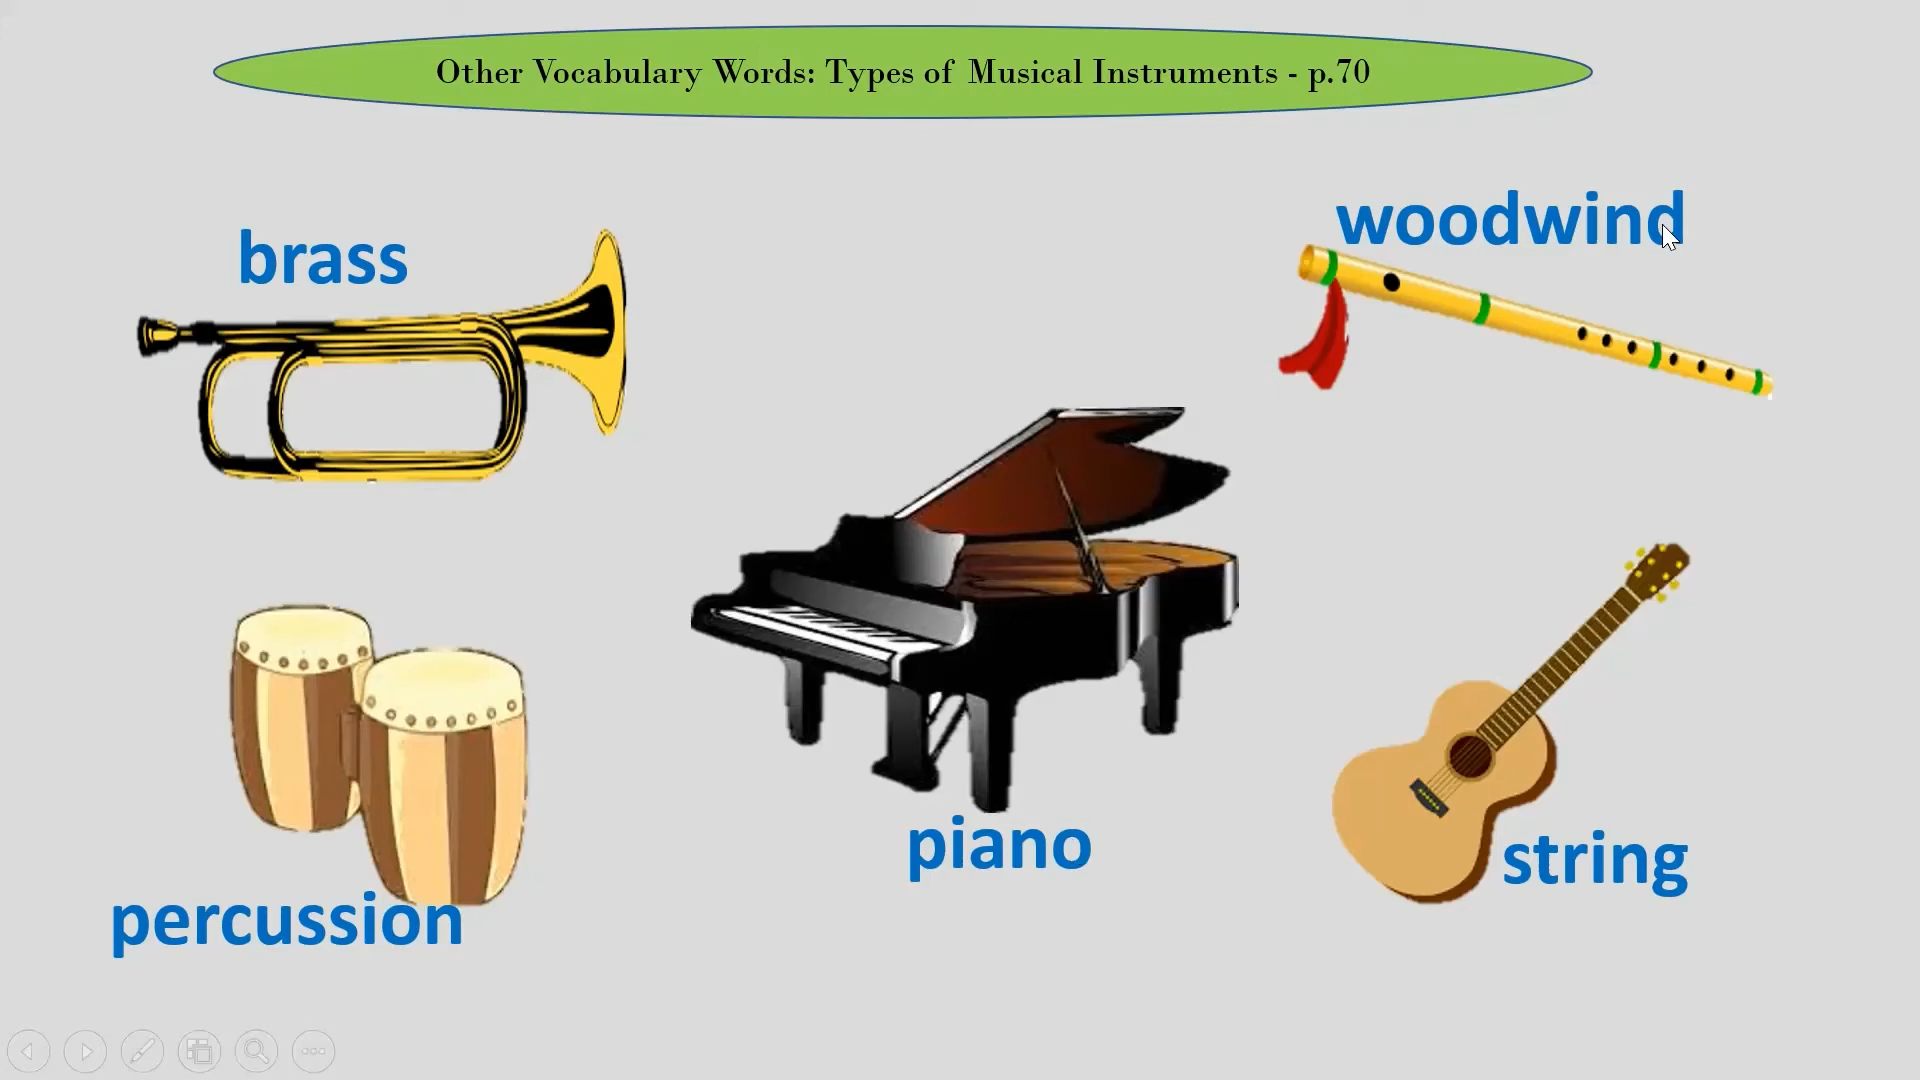 Other Vocabulary Words: Types of Musical Instruments - p.70
woodwind
brass
piano
string
percussion